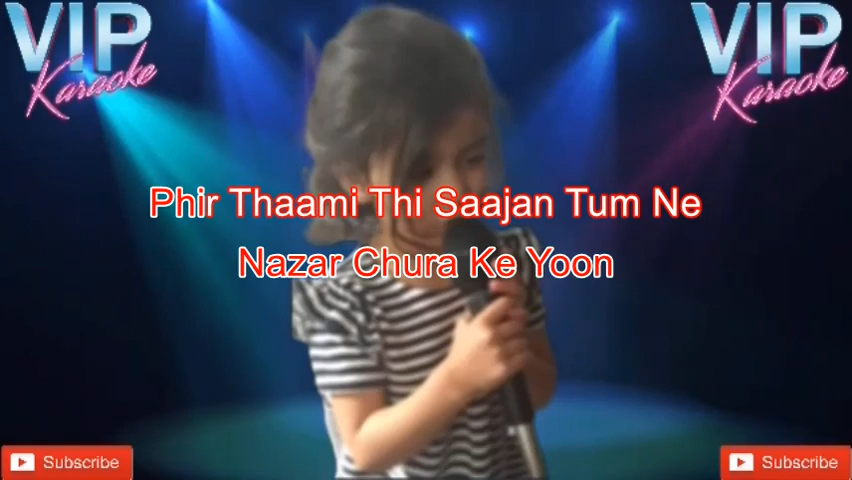 VIP VIP
Karaoke Karaoke
Phir Thaami Thi Saajan Tum Ne
Nazar Chura Ke Yoon
Subscribe Subscribe